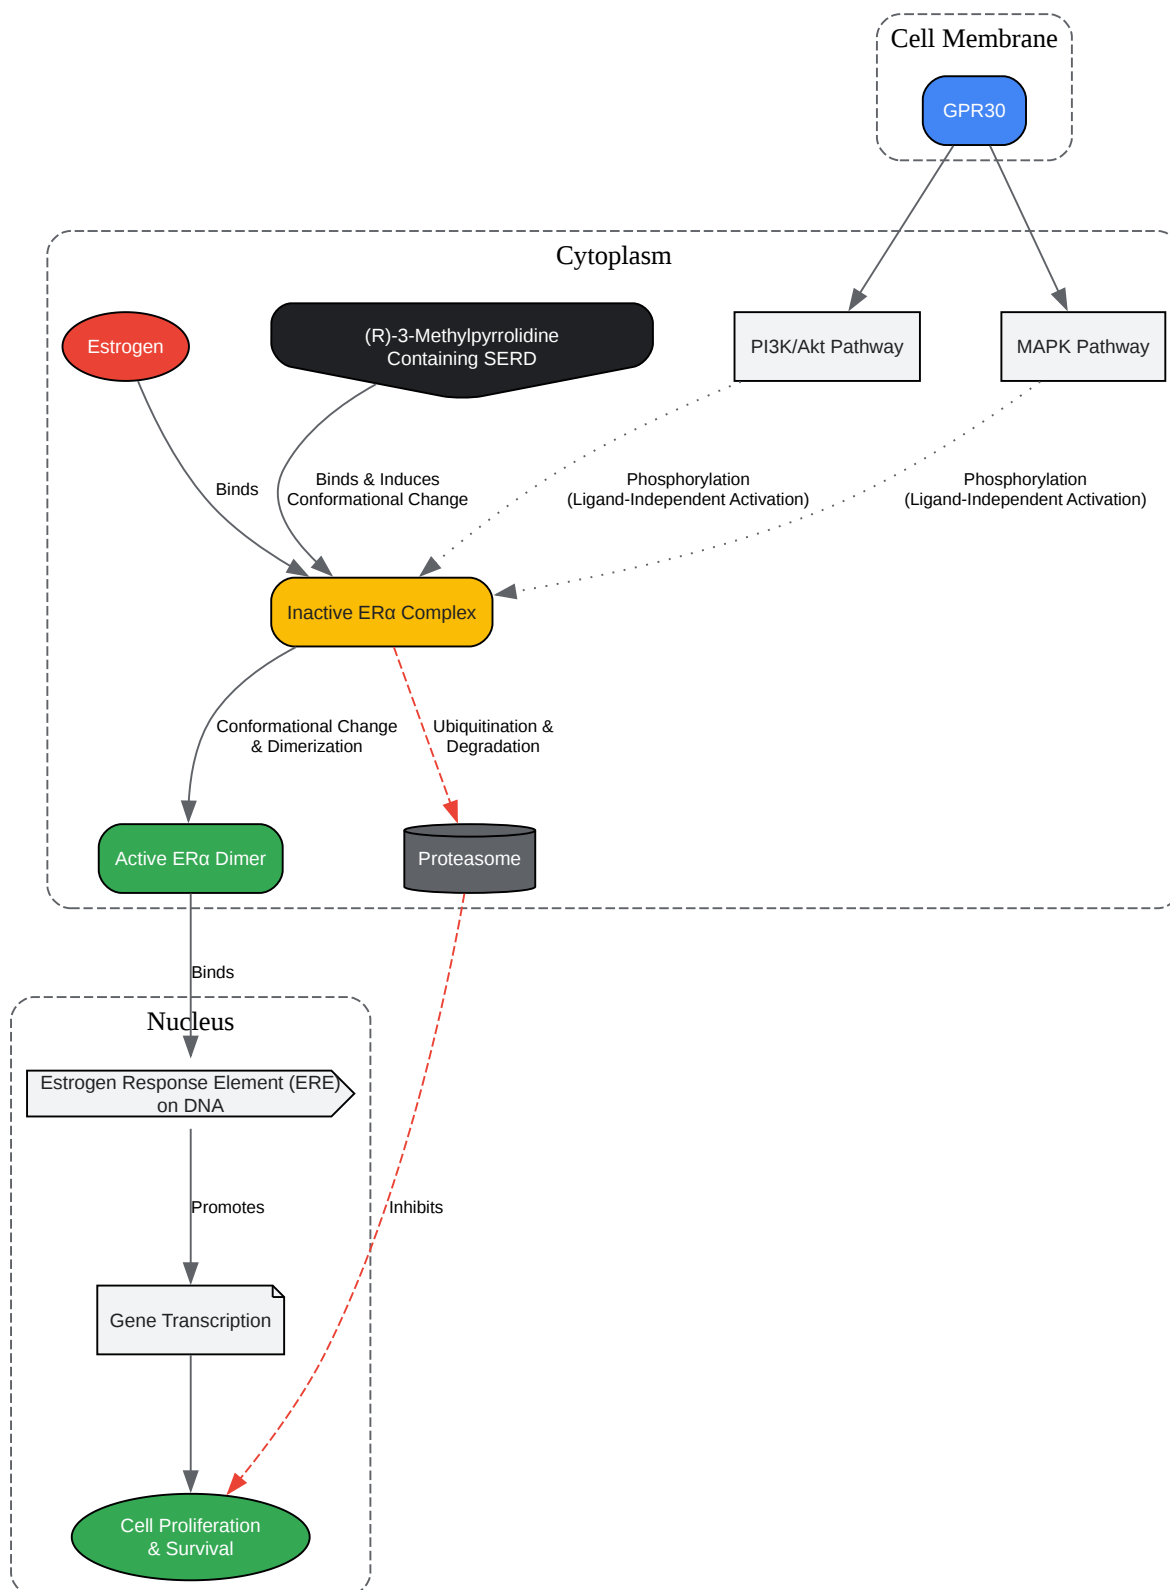 Cell Membrane
GPR30
Cytoplasm
Estrogen
(R)-3-Methylpyrrolidine
Containing SERD
PI3K/Akt Pathway
MAPK Pathway
Binds
Binds & Induces
Conformational Change
Phosphorylation
(Ligand-Independent Activation)
Phosphorylation
(Ligand-Independent Activation)
Inactive ERα Complex
Conformational Change
& Dimerization
Ubiquitination &
Degradation
Active ERα Dimer
Proteasome
Binds
Nucleus
Estrogen Response Element (ERE)
on DNA
Promotes
Inhibits
Gene Transcription
Cell Proliferation
& Survival